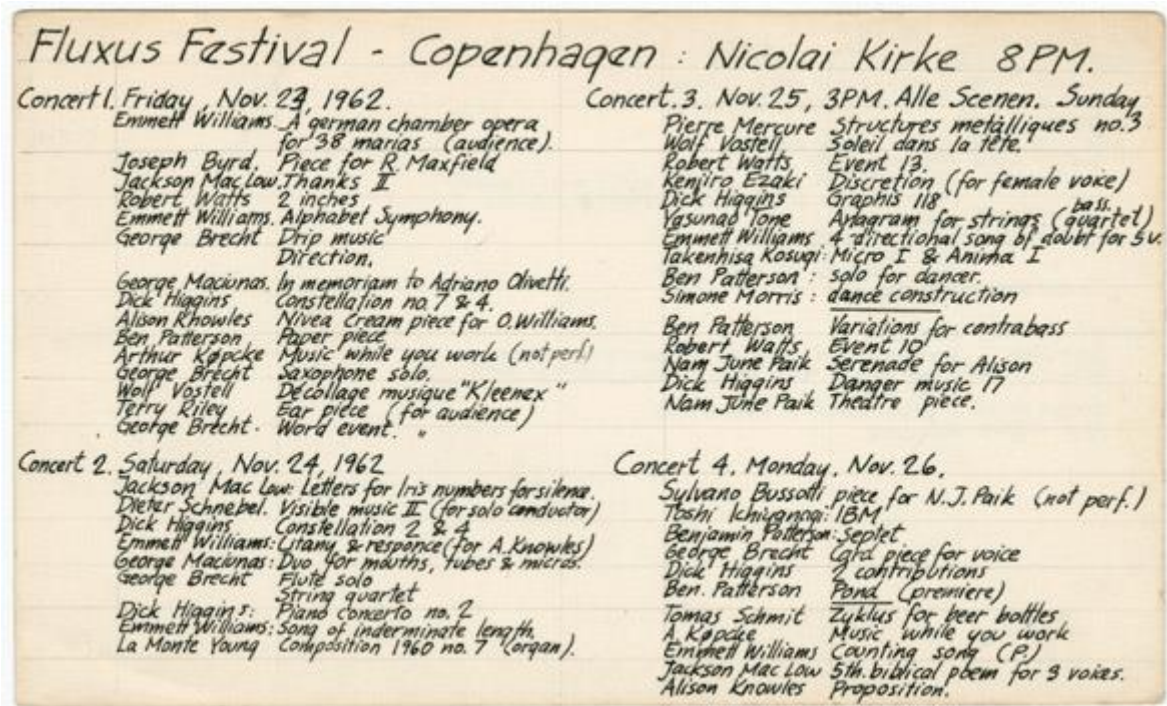 Fluxus Festival - Copenhagen : Nicolai Kirke 8PM.
Concert 1. Friday, Nov. 23, 1962.
Emmett Williams. A german chamber opera
for 38 marias (audience).
Joseph Byrd. Piece for R. Maxfield
Jackson Mac Low. Thanks II
Robert Watts 2 inches
Emmett Williams. Alphabet Symphony.
George Brecht Drip music
Direction.
George Maciunas. In memoriam to Adriano Olivetti.
Dick Higgins Constellation no. 7 & 4.
Alison Knowles Nivea Cream piece for O. Williams.
Ben Patterson Paper piece
Arthur Køpcke Music while you work (not perf.)
George Brecht Saxophone solo.
Wolf Vostell Décollage musique "Kleenex"
Terry Riley Ear piece (for audience)
George Brecht. Word event. "
Concert 2. Saturday, Nov. 24, 1962
Jackson Mac Low: Letters for Iris numbers for silence.
Dieter Schnebel. Visible music II (for solo conductor)
Dick Higgins Constellation 2 & 4
Emmett Williams: Litany & responce (for A. Knowles)
George Maciunas: Duo for mouths, tubes & micros.
George Brecht Flute solo
String quartet
Dick Higgins: Piano concerto no. 2
Emmett Williams: Song of inderminate length.
La Monte Young Composition 1960 no. 7 (organ).
Concert. 3. Nov. 25, 3PM. Alle Scenen. Sunday
Pierre Mercure Structures metàlliques no. 3
Wolf Vostell Soleil dans la tête.
Robert Watts Event 13.
Kenjiro Ezaki Discretion (for female voice)
Dick Higgins Graphis 118
bass.
Yasunao Tone Anagram for strings (quartet)
Emmett Williams 4-directional song of doubt for 5 v.
Takenhisa Kosugi: Micro I & Anima I
Ben Patterson : solo for dancer.
Simone Morris : dance construction
Ben Patterson Variations for contrabass
Robert Watts Event 10
Nam June Paik Serenade for Alison
Dick Higgins Danger music 17
Nam June Paik Theatre piece.
Concert 4. Monday, Nov. 26.
Sylvano Bussotti piece for N.J. Paik (not perf.)
Toshi Ichiyanagi: IBM
Benjamin Patterson: Septet.
George Brecht Card piece for voice
Dick Higgins 2 contributions
Ben. Patterson Pond (premiere)
Tomas Schmit Zyklus for beer bottles
A. Køpcke Music while you work
Emmett Williams Counting song (P.)
Jackson Mac Low 5th. biblical poem for 3 voices.
Alison Knowles Proposition.